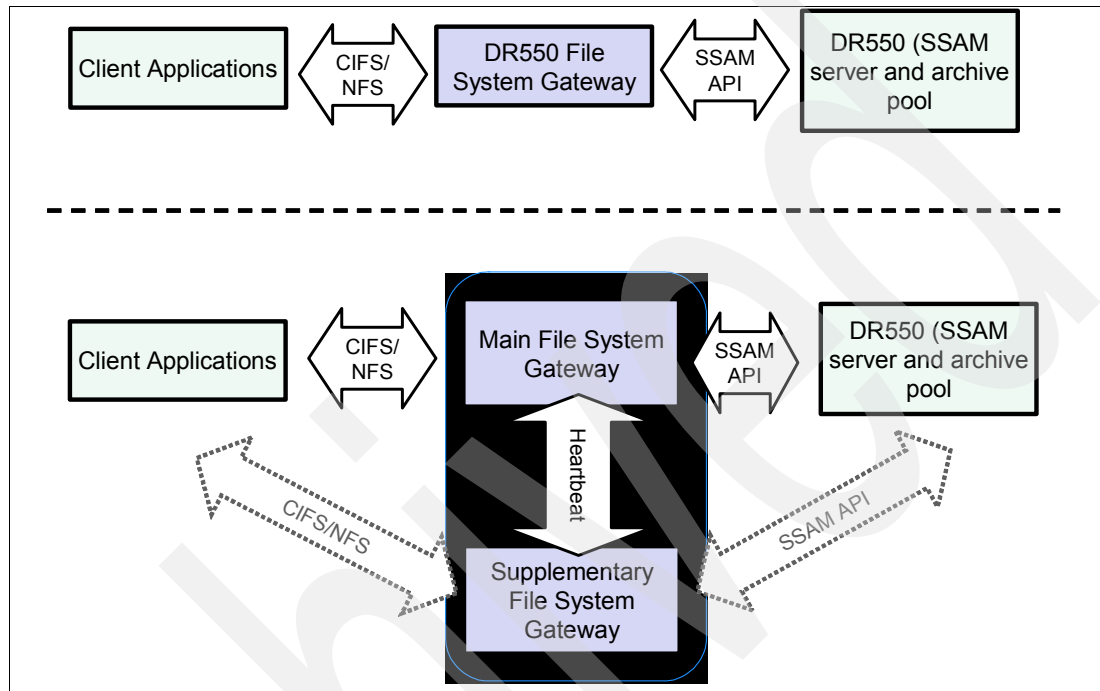 Client Applications
CIFS/
NFS
DR550 File
System Gateway
SSAM
API
DR550 (SSAM
server and archive
pool
Client Applications
CIFS/
NFS
Main File System
Gateway
SSAM
API
DR550 (SSAM
server and archive
pool
Heartbeat
CIFS/NFS
SSAM API
Supplementary
File System
Gateway